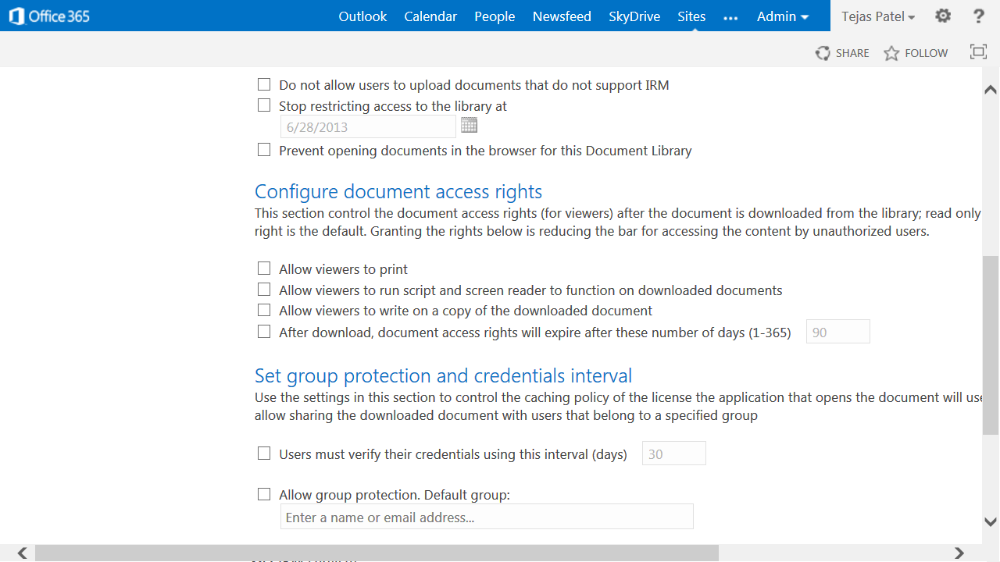 Office 365
Outlook Calendar People Newsfeed SkyDrive Sites ••• Admin Tejas Patel ?
SHARE FOLLOW
Do not allow users to upload documents that do not support IRM
Stop restricting access to the library at
6/28/2013
Prevent opening documents in the browser for this Document Library
Configure document access rights
This section control the document access rights (for viewers) after the document is downloaded from the library; read only
right is the default. Granting the rights below is reducing the bar for accessing the content by unauthorized users.
Allow viewers to print
Allow viewers to run script and screen reader to function on downloaded documents
Allow viewers to write on a copy of the downloaded document
After download, document access rights will expire after these number of days (1-365) 90
Set group protection and credentials interval
Use the settings in this section to control the caching policy of the license the application that opens the document will use
allow sharing the downloaded document with users that belong to a specified group
Users must verify their credentials using this interval (days) 30
Allow group protection. Default group:
Enter a name or email address...